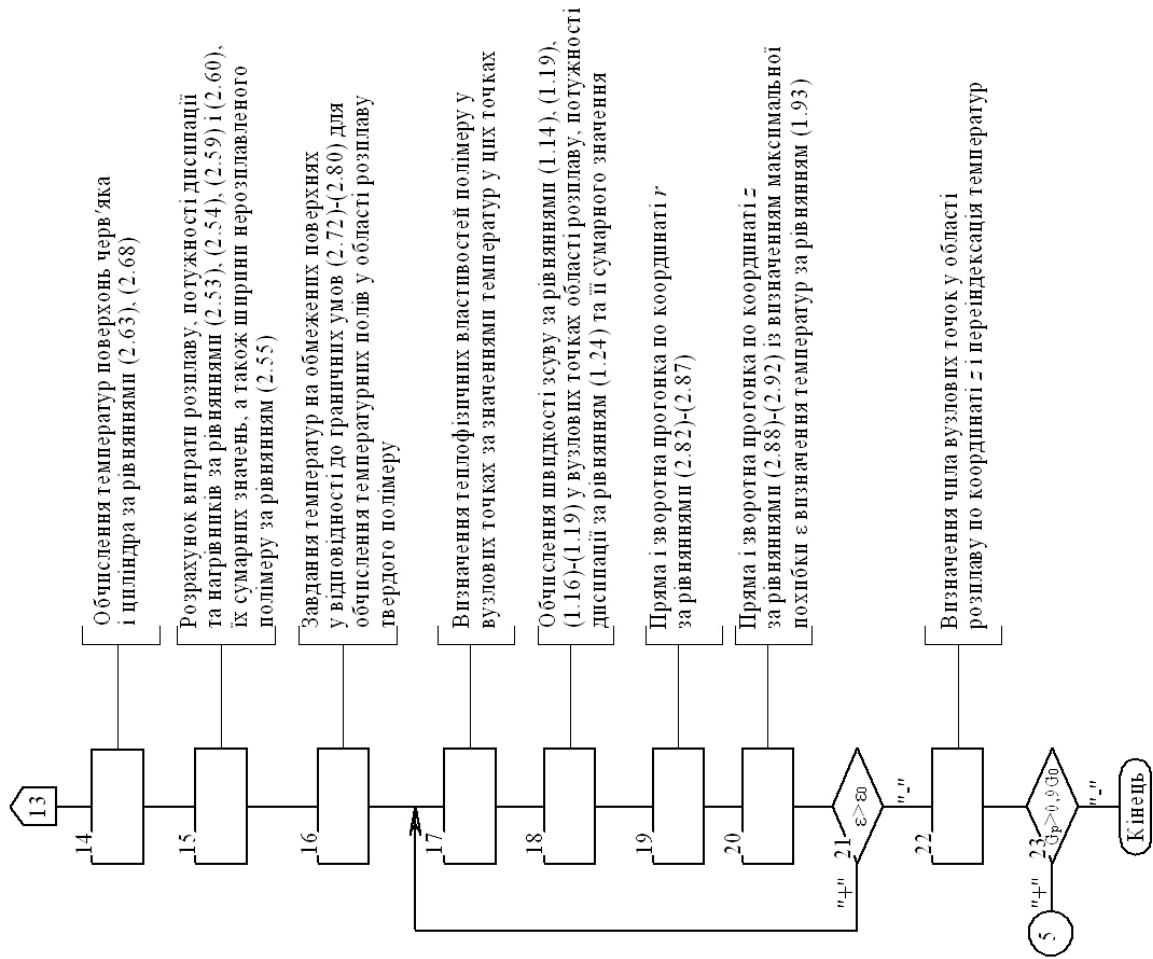 13
14
Обчислення температур поверхонь черв'яка
і циліндра за рівняннями (2.63), (2.68)
15
Розрахунок витрати розплаву, потужності дисипації
та нагрівників за рівняннями (2.53), (2.54), (2.59) і (2.60),
їх сумарних значень, а також ширини нерозплавленого
полімеру за рівнянням (2.55)
16
Завдання температур на обмежених поверхнях
у відповідності до граничних умов (2.72)-(2.80) для
обчислення температурних полів у області розплаву
твердого полімеру
17
Визначення теплофізичних властивостей полімеру у
вузлових точках за значеннями температур у цих точках
18
Обчислення швидкості зсуву за рівняннями (1.14), (1.19),
(1.16)-(1.19) у вузлових точках області розплаву, потужності
дисипації за рівнянням (1.24) та її сумарного значення
19
Пряма і зворотна прогонка по координаті r
за рівняннями (2.82)-(2.87)
20
Пряма і зворотна прогонка по координаті z
за рівняннями (2.88)-(2.92) із визначенням максимальної
похибки ε визначення температур за рівнянням (1.93)
"+" 21
ε>ε0
"-"
22
Визначення чила вузлових точок у області
розплаву по координаті z і переіндексація температур
5
"+" 23
Gp>0,9G0
"-"
Кінець